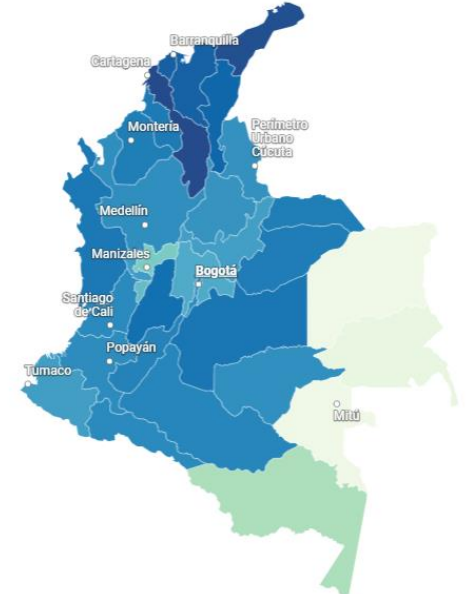 Barranquilla
Cartagena
Montería
Perímetro
Urbano
Cúcuta
Medellín
Manizales
Bogotá
Santiago
de Cali
Popayán
Tumaco
Mitú